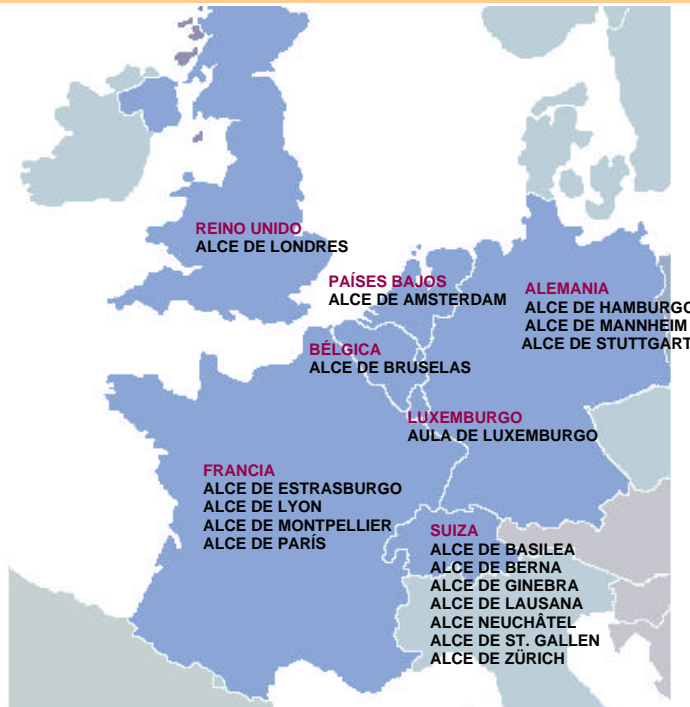 REINO UNIDO
ALCE DE LONDRES
PAÍSES BAJOS
ALCE DE AMSTERDAM
ALEMANIA
ALCE DE HAMBURGO
ALCE DE MANNHEIM
ALCE DE STUTTGART
BÉLGICA
ALCE DE BRUSELAS
LUXEMBURGO
AULA DE LUXEMBURGO
FRANCIA
ALCE DE ESTRASBURGO
ALCE DE LYON
ALCE DE MONTPELLIER
ALCE DE PARÍS
SUIZA
ALCE DE BASILEA
ALCE DE BERNA
ALCE DE GINEBRA
ALCE DE LAUSANA
ALCE NEUCHÂTEL
ALCE DE ST. GALLEN
ALCE DE ZÜRICH